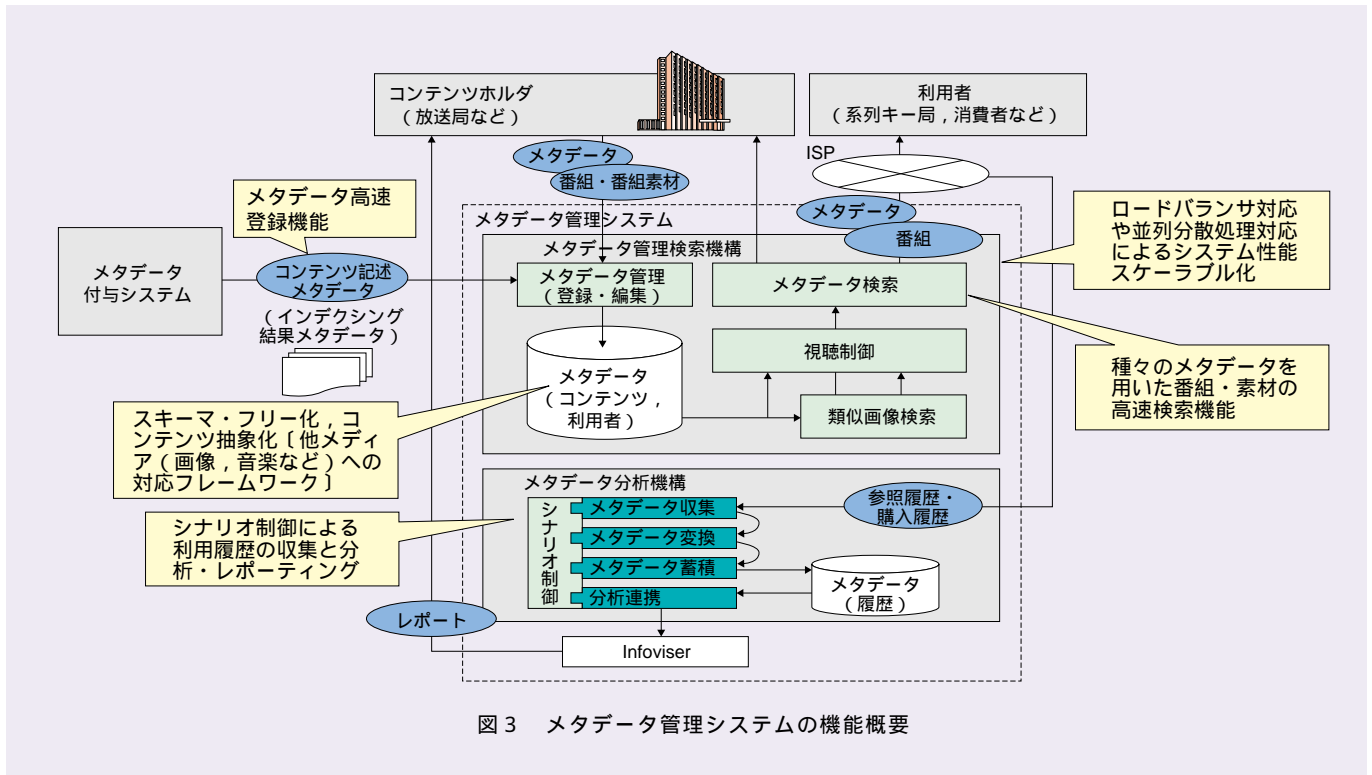 コンテンツホルダ
（放送局など）
利用者
（系列キー局，消費者など）
ISP
メタデータ
番組・番組素材
メタデータ高速
登録機能
メタデータ
付与システム
コンテンツ記述
メタデータ
（インデクシング
結果メタデータ）
メタデータ管理システム
メタデータ
番組
メタデータ管理検索機構
メタデータ管理
（登録・編集）
メタデータ検索
視聴制御
類似画像検索
メタデータ
（コンテンツ，
利用者）
ロードバランサ対応
や並列分散処理対応
によるシステム性能
スケーラブル化
種々のメタデータを
用いた番組・素材の
高速検索機能
スキーマ・フリー化，コ
ンテンツ抽象化〔他メディ
ア（画像，音楽など）への
対応フレームワーク〕
シナリオ制御による
利用履歴の収集と分
析・レポーティング
メタデータ分析機構
シナリオ制御
メタデータ収集
メタデータ変換
メタデータ蓄積
分析連携
参照履歴・
購入履歴
メタデータ
（履歴）
レポート
Infoviser
図３　メタデータ管理システムの機能概要